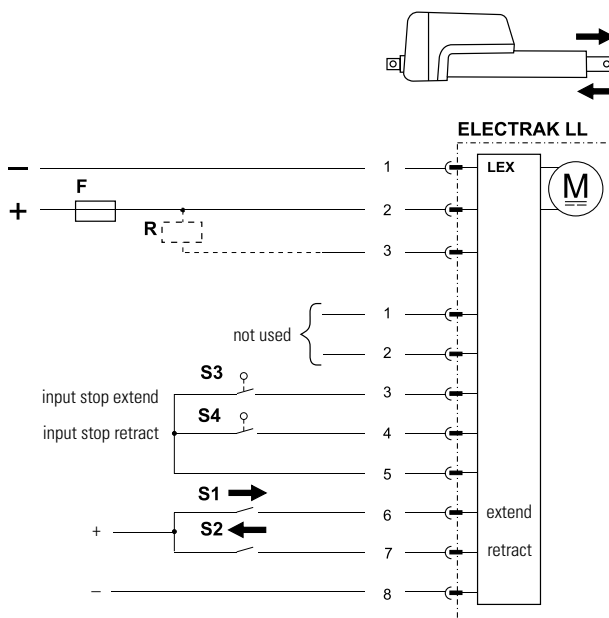 ELECTRAK LL
− 1 LEX
M
F
+ 2
R
3
1
not used
2
S3
input stop extend 3
S4
input stop retract 4
5
S1
6 extend
S2
+
7 retract
− 8